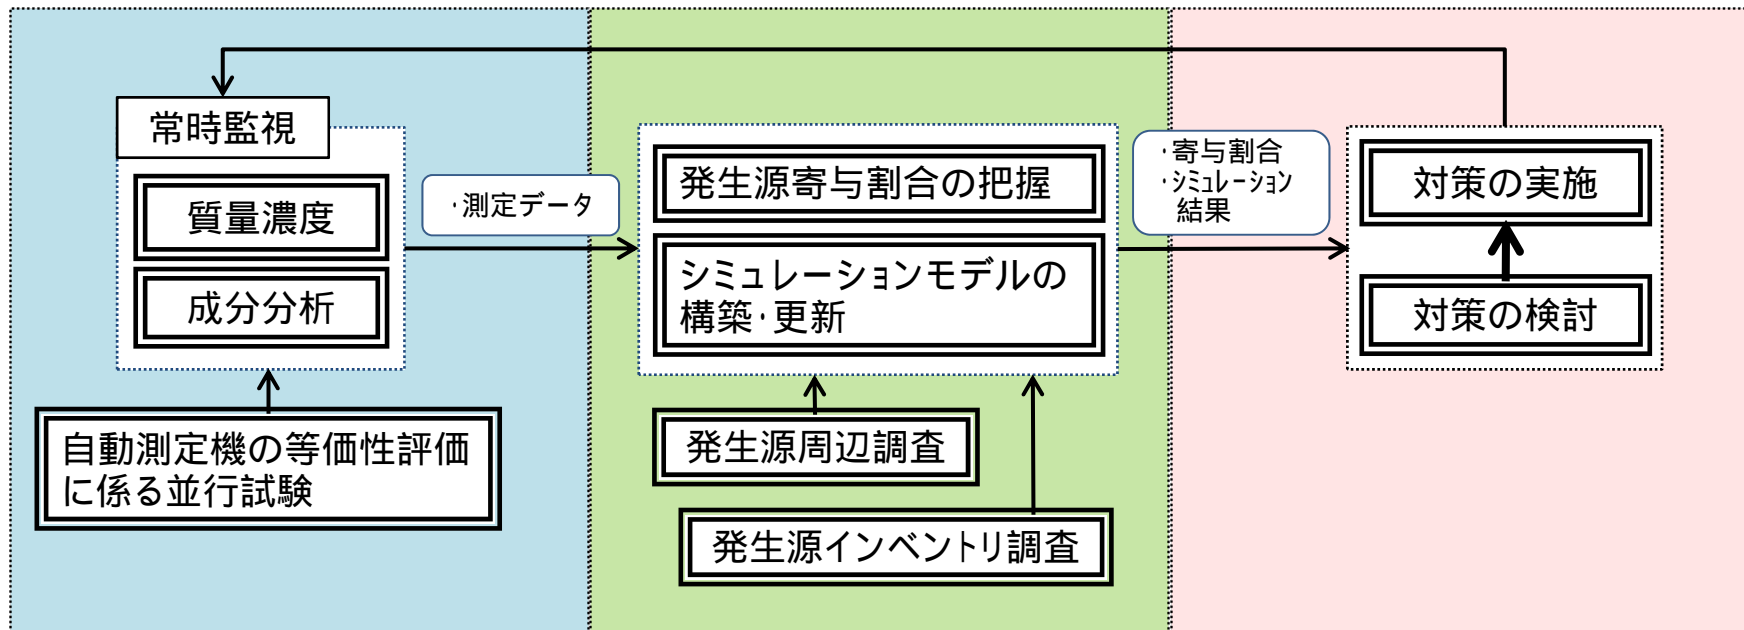 常時監視
質量濃度
成分分析
自動測定機の等価性評価
に係る並行試験
・測定データ
発生源寄与割合の把握
シミュレーションモデルの
構築・更新
発生源周辺調査
発生源インベントリ調査
・寄与割合
・ｼﾐｭﾚｰｼｮﾝ
結果
対策の実施
対策の検討